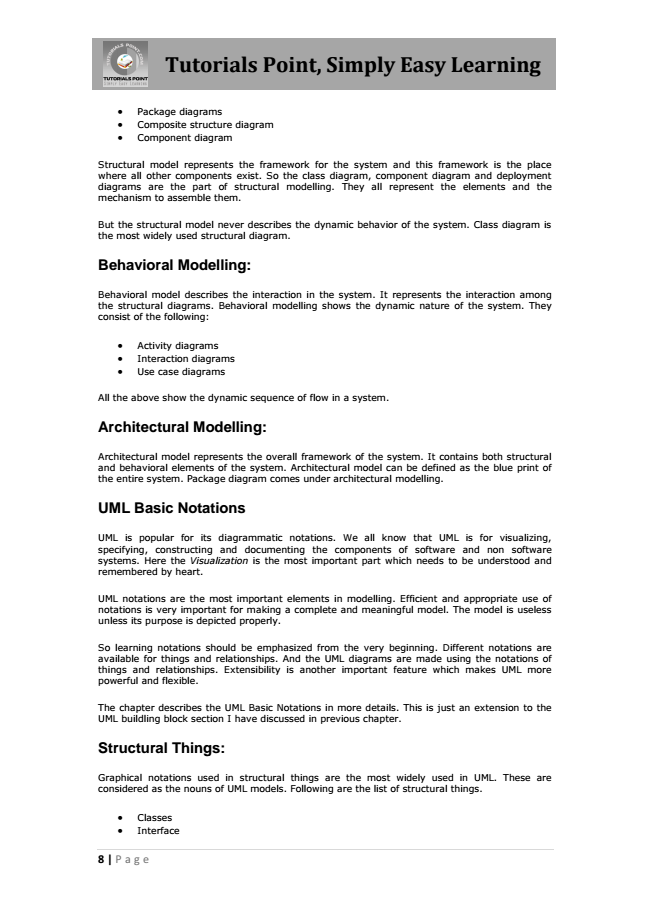 TUTORIALS POINT
SIMPLY EASY LEARNING
Tutorials Point, Simply Easy Learning
• Package diagrams
• Composite structure diagram
• Component diagram
Structural model represents the framework for the system and this framework is the place
where all other components exist. So the class diagram, component diagram and deployment
diagrams are the part of structural modelling. They all represent the elements and the
mechanism to assemble them.
But the structural model never describes the dynamic behavior of the system. Class diagram is
the most widely used structural diagram.
Behavioral Modelling:
Behavioral model describes the interaction in the system. It represents the interaction among
the structural diagrams. Behavioral modelling shows the dynamic nature of the system. They
consist of the following:
• Activity diagrams
• Interaction diagrams
• Use case diagrams
All the above show the dynamic sequence of flow in a system.
Architectural Modelling:
Architectural model represents the overall framework of the system. It contains both structural
and behavioral elements of the system. Architectural model can be defined as the blue print of
the entire system. Package diagram comes under architectural modelling.
UML Basic Notations
UML is popular for its diagrammatic notations. We all know that UML is for visualizing,
specifying, constructing and documenting the components of software and non software
systems. Here the Visualization is the most important part which needs to be understood and
remembered by heart.
UML notations are the most important elements in modelling. Efficient and appropriate use of
notations is very important for making a complete and meaningful model. The model is useless
unless its purpose is depicted properly.
So learning notations should be emphasized from the very beginning. Different notations are
available for things and relationships. And the UML diagrams are made using the notations of
things and relationships. Extensibility is another important feature which makes UML more
powerful and flexible.
The chapter describes the UML Basic Notations in more details. This is just an extension to the
UML buildling block section I have discussed in previous chapter.
Structural Things:
Graphical notations used in structural things are the most widely used in UML. These are
considered as the nouns of UML models. Following are the list of structural things.
• Classes
• Interface
8 | Page